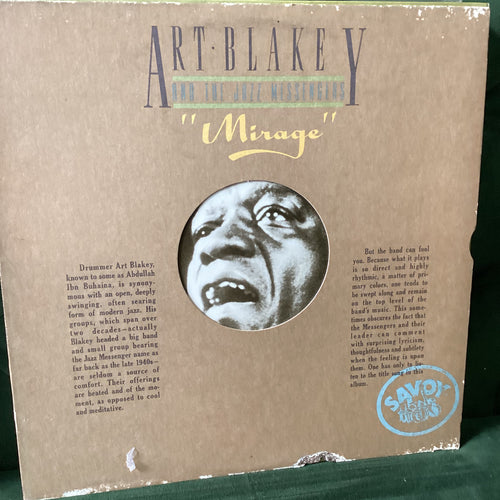 ART · BLAKEY
AND THE JAZZ MESSENGERS
"Mirage"
Drummer Art Blakey,
known to some as Abdullah
Ibn Buhaina, is synony-
mous with an open, deeply
swinging, often searing
form of modern jazz. His
groups, which span over
two decades—actually
Blakey headed a big band
and small group bearing
the Jazz Messenger name as
far back as the late 1940s—
are seldom a source of
comfort. Their offerings
are heated and of the mo-
ment, as opposed to cool
and meditative.
But the band can fool
you. Because what it plays
is so direct and highly
rhythmic, a matter of pri-
mary colors, one tends to
be swept along and remain
on the top level of the
band's music. This some-
times obscures the fact that
the Messengers and their
leader can comment
with surprising lyricism,
thoughtfulness and subtlety
when the feeling is upon
them. One has only to lis-
ten to the title song in this
album.
SAVOY